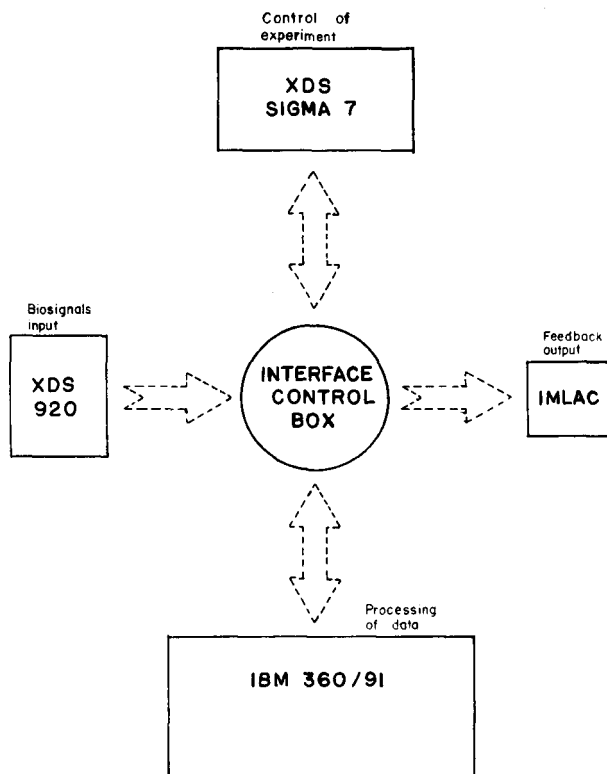 Control of
experiment
XDS
SIGMA 7
Biosignals
input
XDS
920
INTERFACE
CONTROL
BOX
Feedback
output
IMLAC
Processing
of data
IBM 360/91